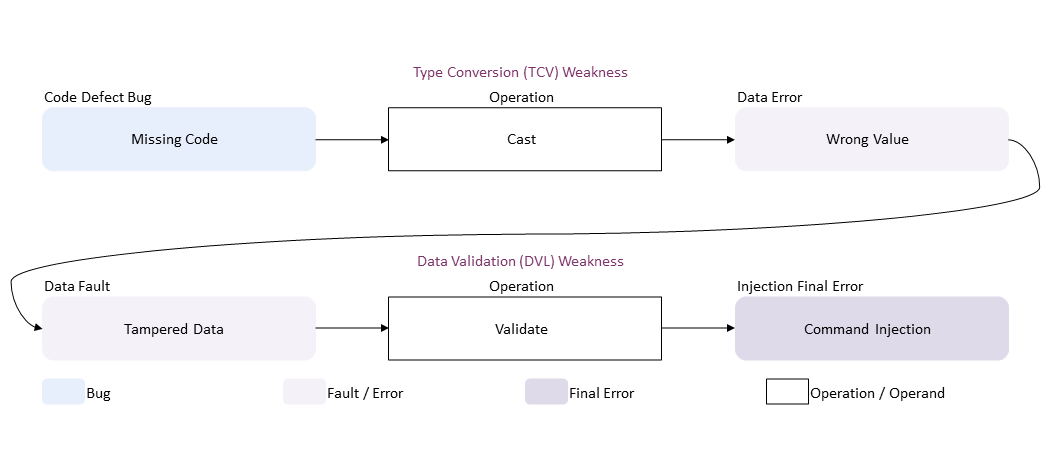 Type Conversion (TCV) Weakness
Code Defect Bug
Operation
Data Error
Missing Code
Cast
Wrong Value
Data Validation (DVL) Weakness
Data Fault
Operation
Injection Final Error
Tampered Data
Validate
Command Injection
Bug
Fault / Error
Final Error
Operation / Operand